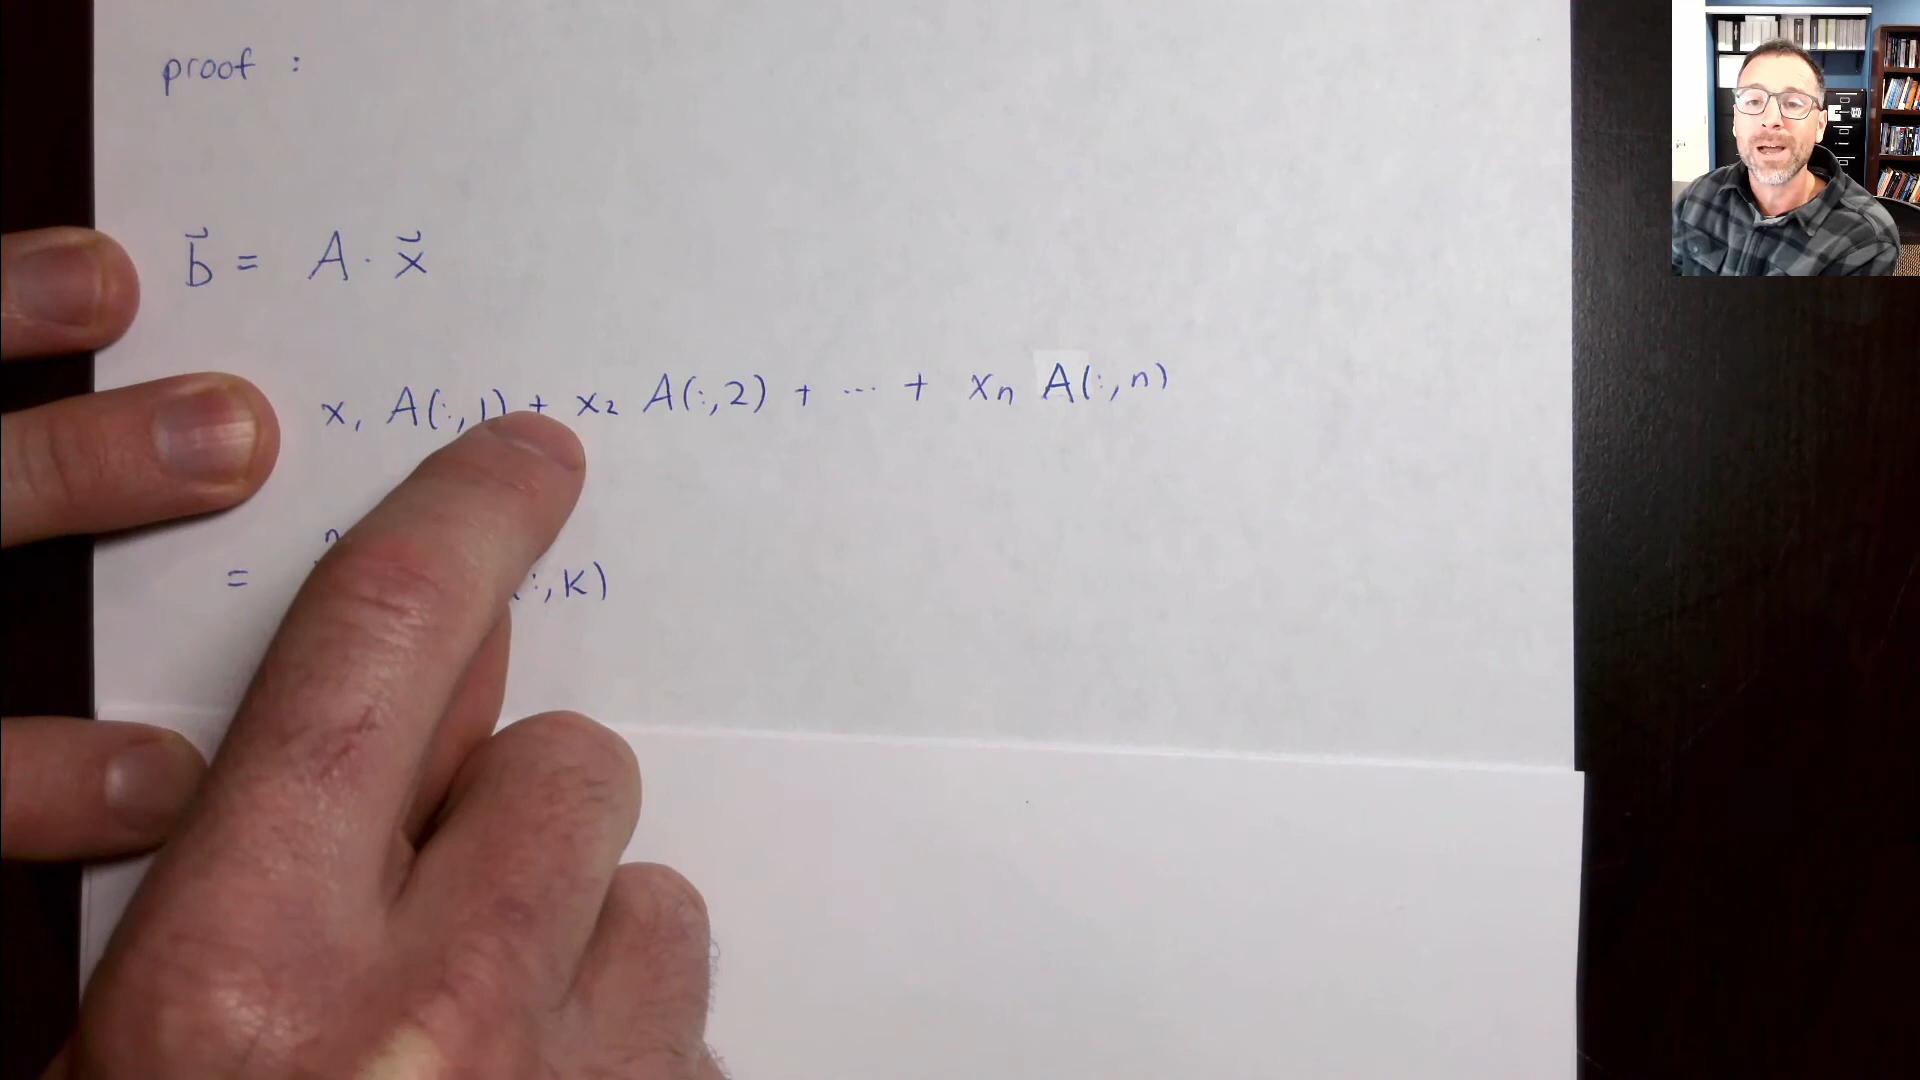 proof :
b⃗ = A · x⃗
x₁ A(:,1) + x₂ A(:,2) + ... + xₙ A(:,n)
n
= (:,K)